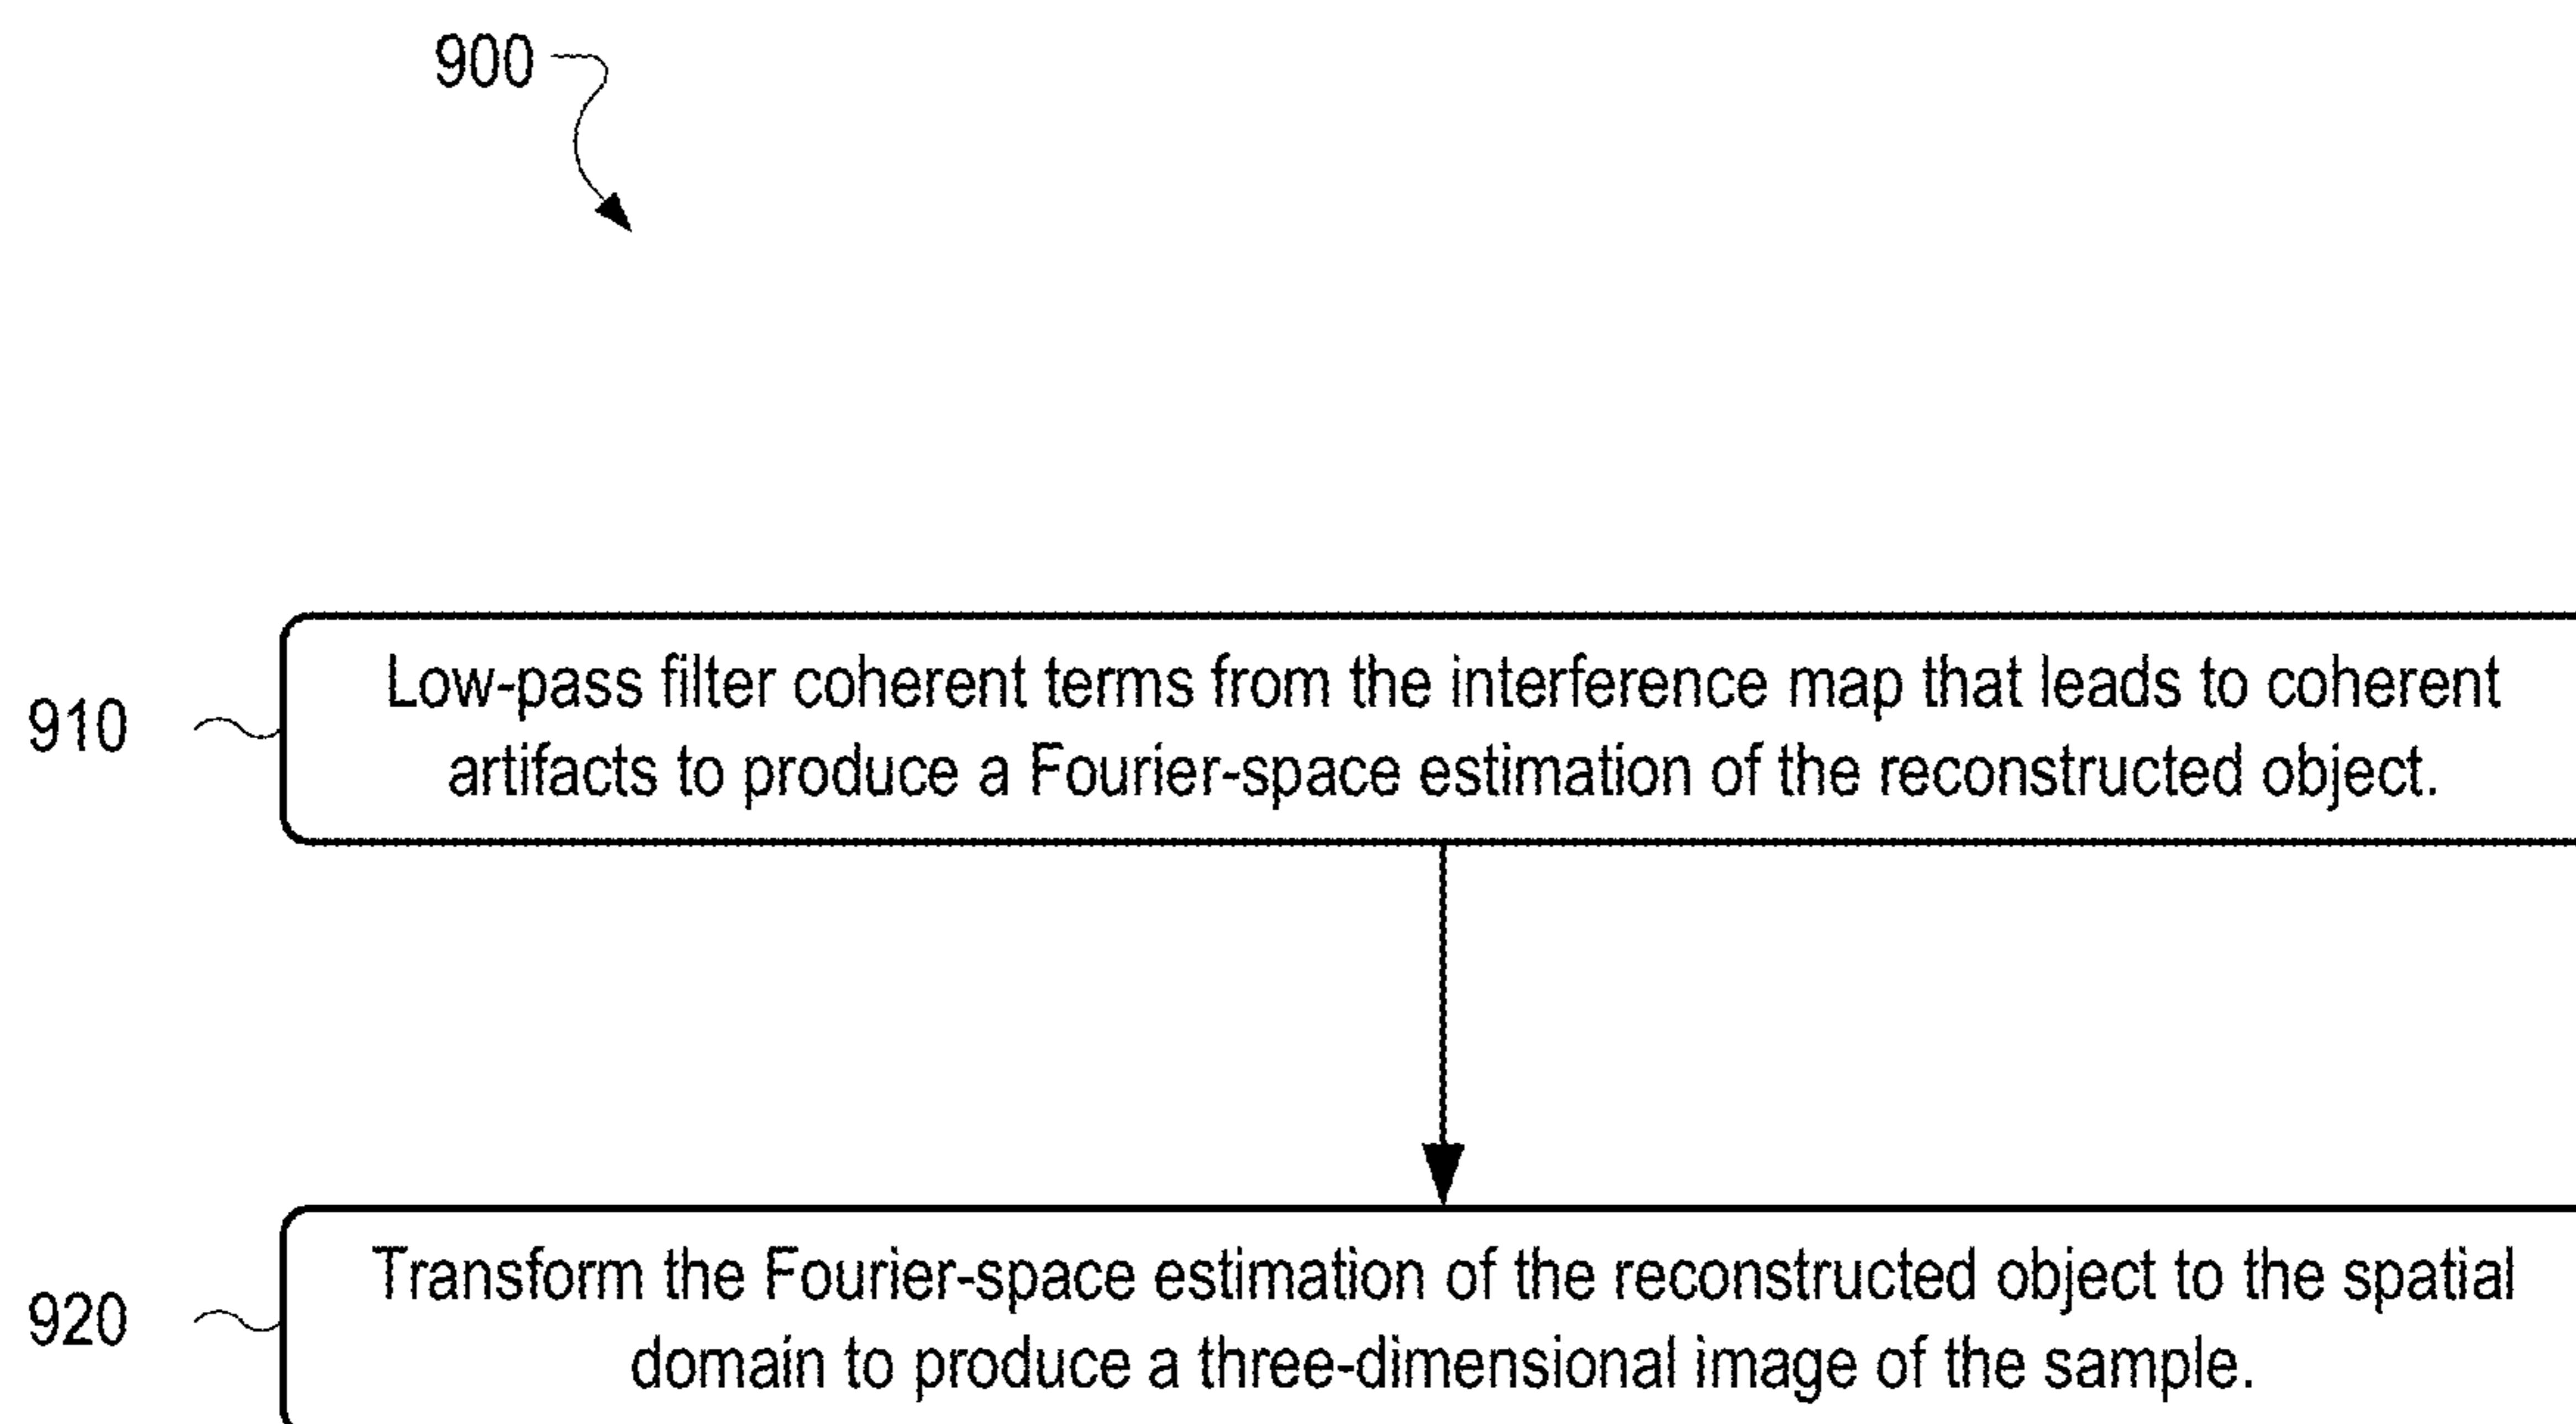 900
910
Low-pass filter coherent terms from the interference map that leads to coherent
artifacts to produce a Fourier-space estimation of the reconstructed object.
920
Transform the Fourier-space estimation of the reconstructed object to the spatial
domain to produce a three-dimensional image of the sample.